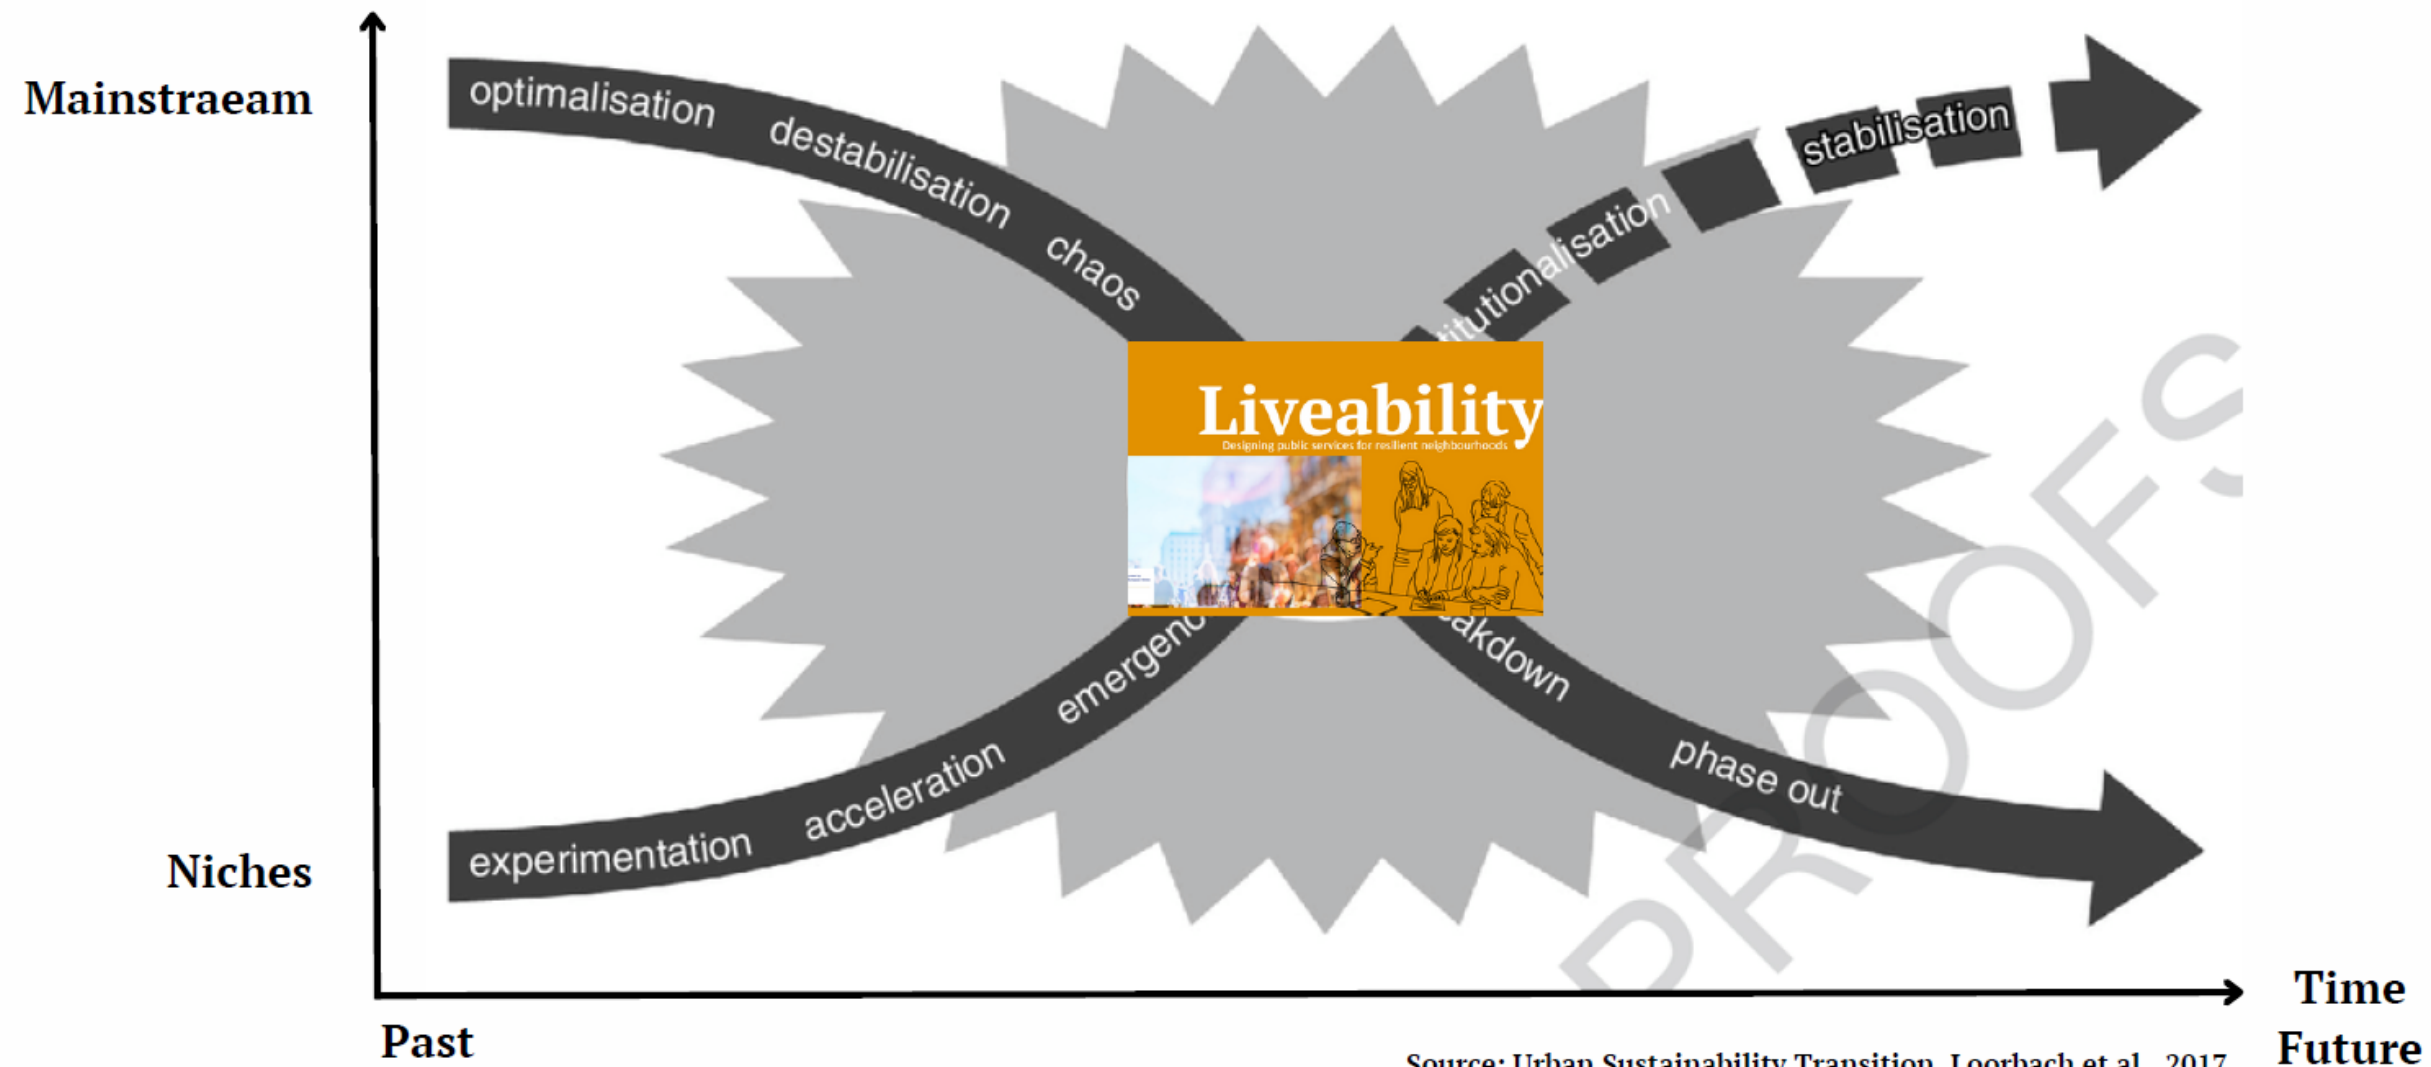 Mainstraeam
optimalisation
destabilisation
chaos
titutionalisation
stabilisation
Liveability
Designing public services for resilient neighbourhoods
emergenc
akdown
acceleration
phase out
experimentation
Niches
PROOFS
Time
Past
Future
Source: Urban Sustainability Transition, Loorbach et al., 2017